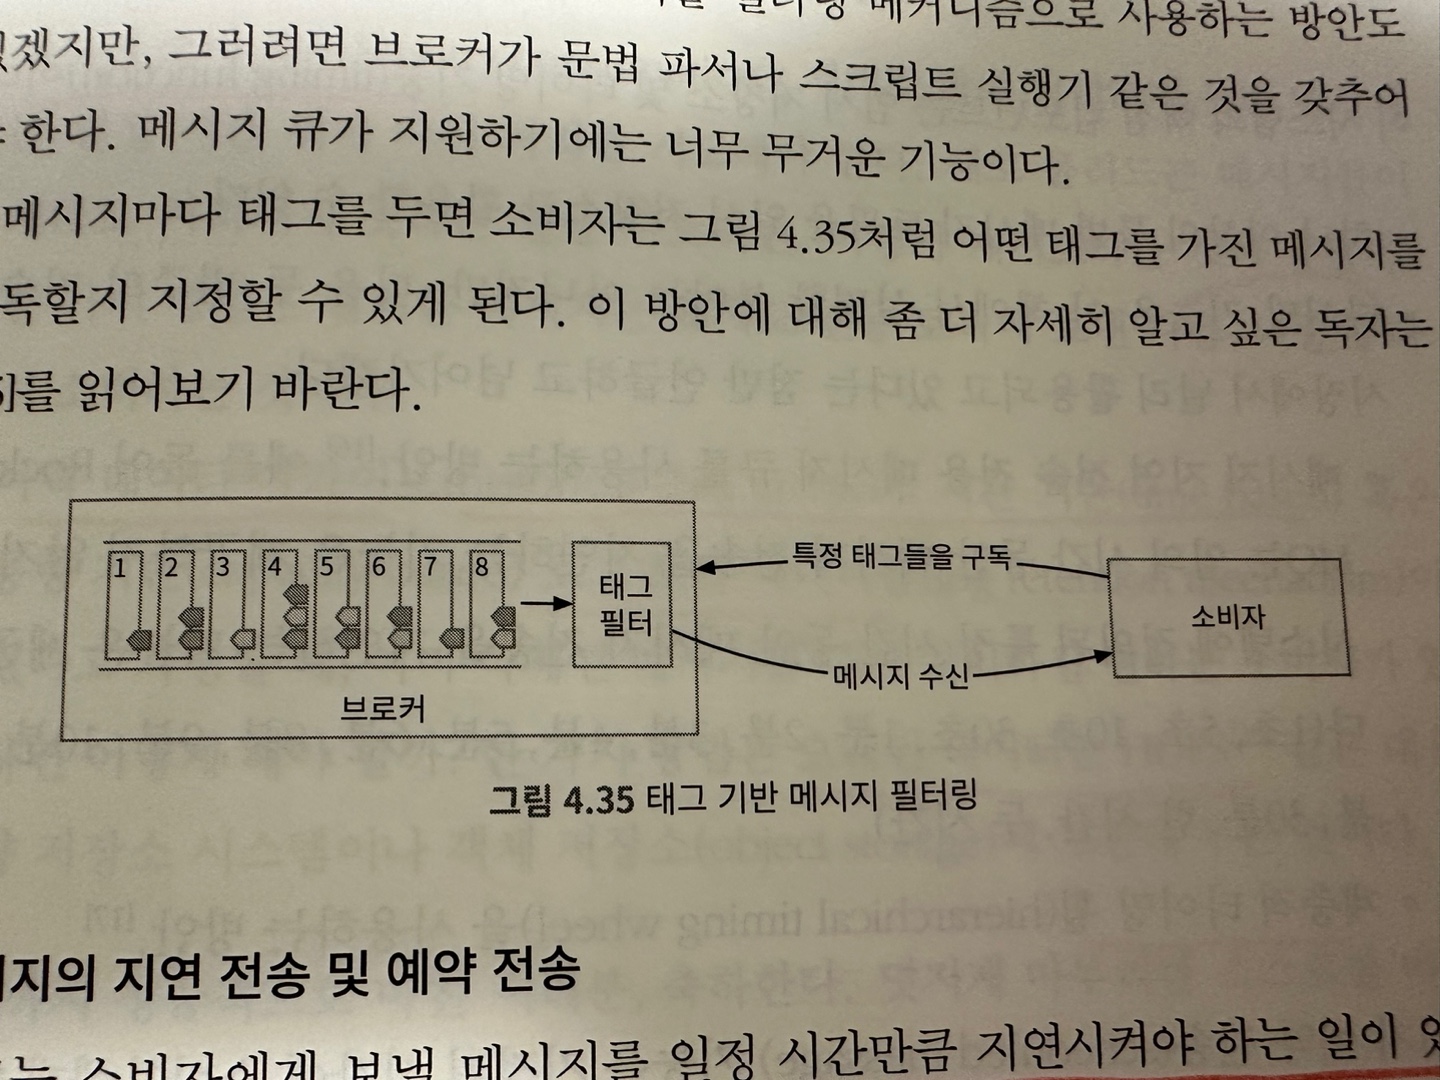 필터링 메커니즘으로 사용하는 방안도
있겠지만, 그러려면 브로커가 문법 파서나 스크립트 실행기 같은 것을 갖추어
한다. 메시지 큐가 지원하기에는 너무 무거운 기능이다.
메시지마다 태그를 두면 소비자는 그림 4.35처럼 어떤 태그를 가진 메시지를
독할지 지정할 수 있게 된다. 이 방안에 대해 좀 더 자세히 알고 싶은 독자는
5]를 읽어보기 바란다.
1 2 3 4 5 6 7 8
태그
필터
브로커
특정 태그들을 구독
메시지 수신
소비자
그림 4.35 태그 기반 메시지 필터링
지의 지연 전송 및 예약 전송
는 소비자에게 보낼 메시지를 일정 시간만큼 지연시켜야 하는 일이